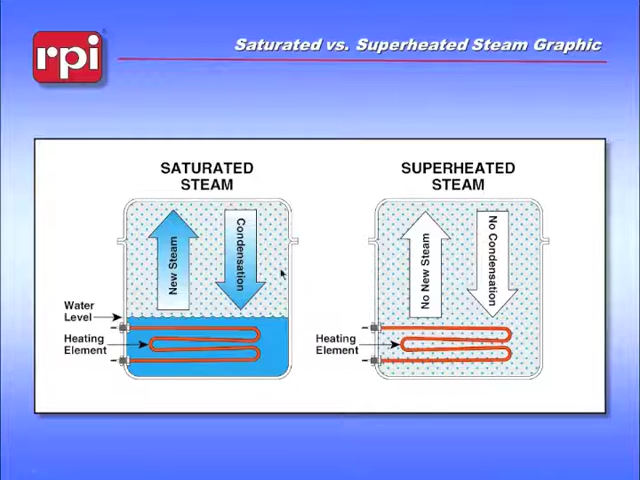 rpi
Saturated vs. Superheated Steam Graphic
SATURATED
STEAM
New Steam
Condensation
Water
Level
Heating
Element
SUPERHEATED
STEAM
No New Steam
No Condensation
Heating
Element